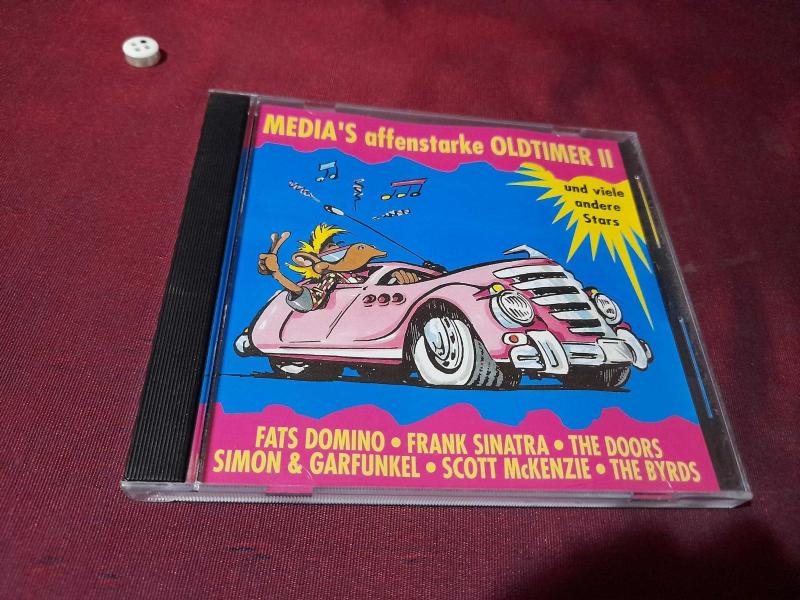 MEDIA'S affenstarke OLDTIMER II
und viele
andere
Stars
FATS DOMINO • FRANK SINATRA • THE DOORS
SIMON & GARFUNKEL • SCOTT McKENZIE • THE BYRDS